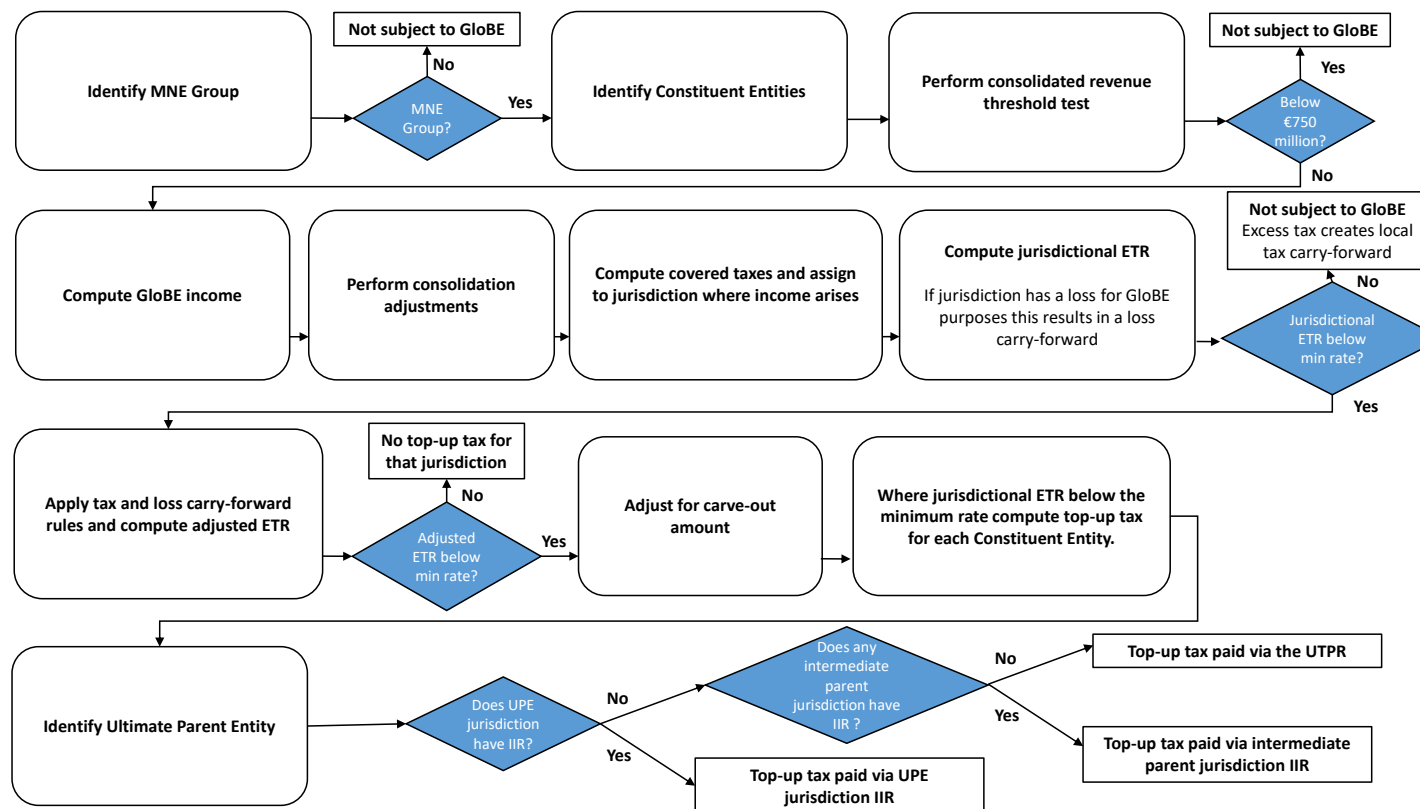 Not subject to GloBE
Not subject to GloBE
No
Yes
Identify MNE Group
MNE
Group?
Yes
Identify Constituent Entities
Perform consolidated revenue
threshold test
Below
€750
million?
No
Not subject to GloBE
Excess tax creates local
tax carry-forward
Compute GloBE income
Perform consolidation
adjustments
Compute covered taxes and assign
to jurisdiction where income arises
Compute jurisdictional ETR
If jurisdiction has a loss for GloBE
purposes this results in a loss
carry-forward
No
Jurisdictional
ETR below
min rate?
Yes
No top-up tax for
that jurisdiction
No
Apply tax and loss carry-forward
rules and compute adjusted ETR
Adjusted
ETR below
min rate?
Yes
Adjust for carve-out
amount
Where jurisdictional ETR below the
minimum rate compute top-up tax
for each Constituent Entity.
Identify Ultimate Parent Entity
Does UPE
jurisdiction
have IIR?
No
Yes
Does any
intermediate
parent
jurisdiction have
IIR ?
No
Yes
Top-up tax paid via the UTPR
Top-up tax paid via intermediate
parent jurisdiction IIR
Top-up tax paid via UPE
jurisdiction IIR